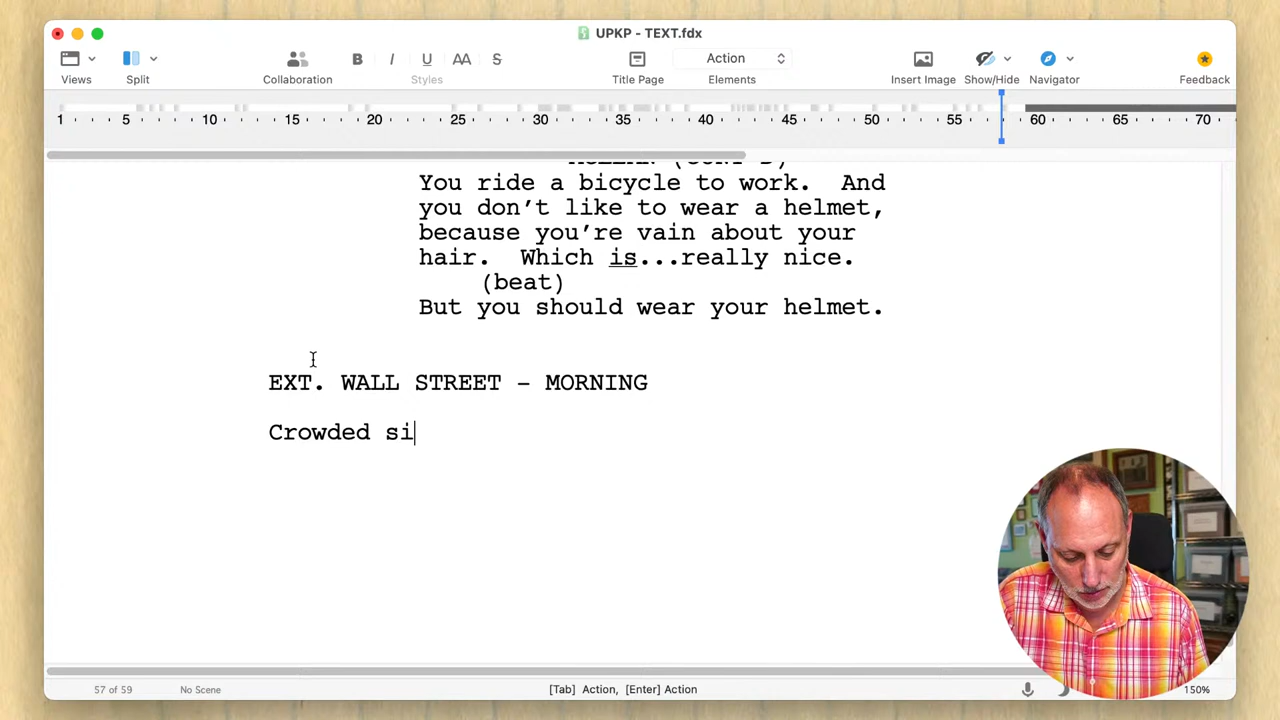 UPKP - TEXT.fdx
Views
Split
Collaboration
B I U AA S
Styles
Title Page
Action
Elements
Insert Image
Show/Hide
Navigator
Feedback
1 5 10 15 20 25 30 35 40 45 50 55 60 65 70
You ride a bicycle to work. And
you don't like to wear a helmet,
because you're vain about your
hair. Which is...really nice.
(beat)
But you should wear your helmet.
EXT. WALL STREET - MORNING
Crowded si
57 of 59
No Scene
[Tab] Action, [Enter] Action
150%